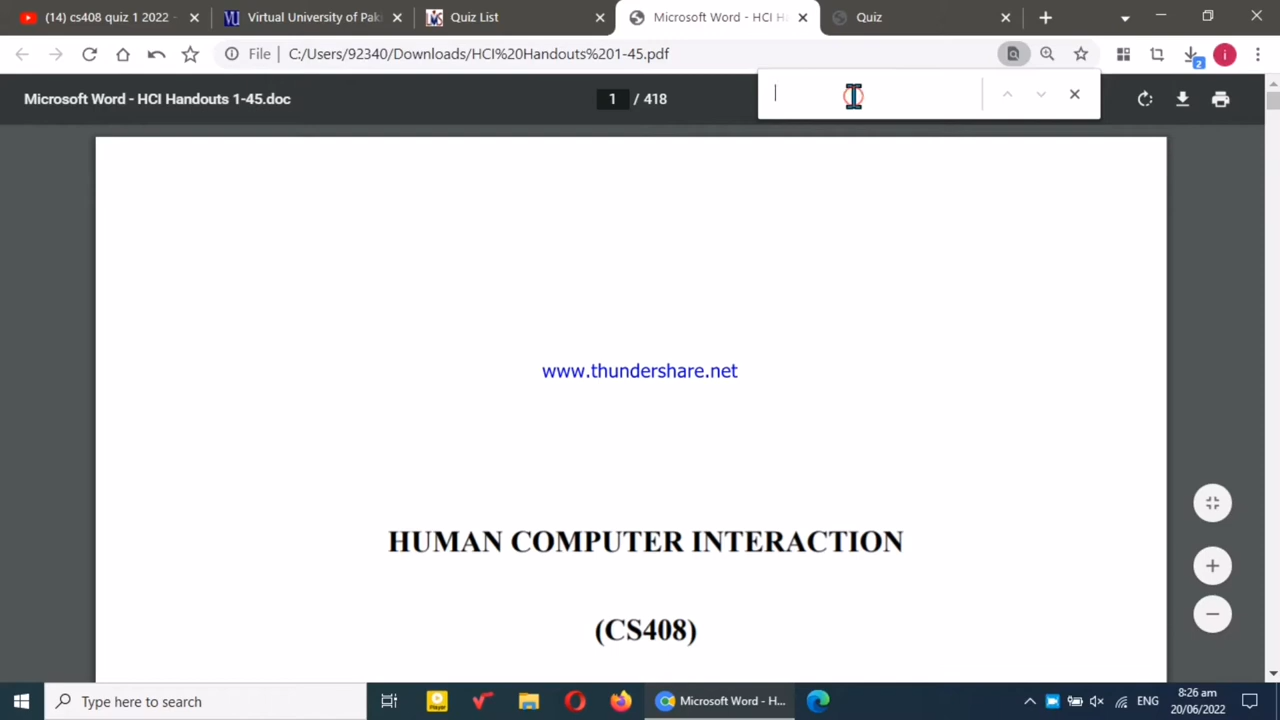 (14) cs408 quiz 1 2022 -
Virtual University of Paki
Quiz List
Microsoft Word - HCI H
Quiz
File
C:/Users/92340/Downloads/HCI%20Handouts%201-45.pdf
2
i
Microsoft Word - HCI Handouts 1-45.doc
1 / 418
www.thundershare.net
HUMAN COMPUTER INTERACTION
(CS408)
Type here to search
Microsoft Word - H...
ENG
8:26 am
20/06/2022